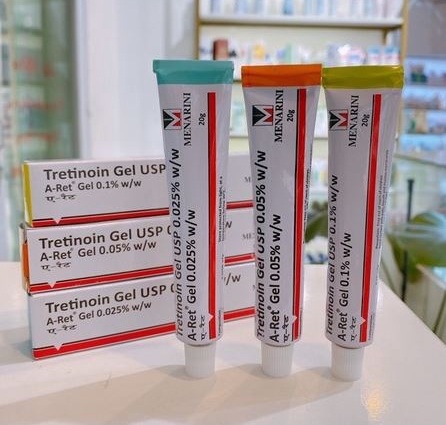 Tretinoin Gel USP
A-Ret® Gel 0.1% w/w
ए-रेट
Tretinoin Gel USP
A-Ret® Gel 0.05% w/w
ए-रेट
Tretinoin Gel USP
A-Ret® Gel 0.025% w/w
ए-रेट
MENARINI
20g
Tretinoin Gel USP 0.025% w/w
A-Ret® Gel 0.025% w/w
ए-रेट
MENARINI
20g
Tretinoin Gel USP 0.05% w/w
A-Ret® Gel 0.05% w/w
ए-रेट
MENARINI
20g
Tretinoin Gel USP 0.1% w/w
A-Ret® Gel 0.1% w/w
ए-रेट